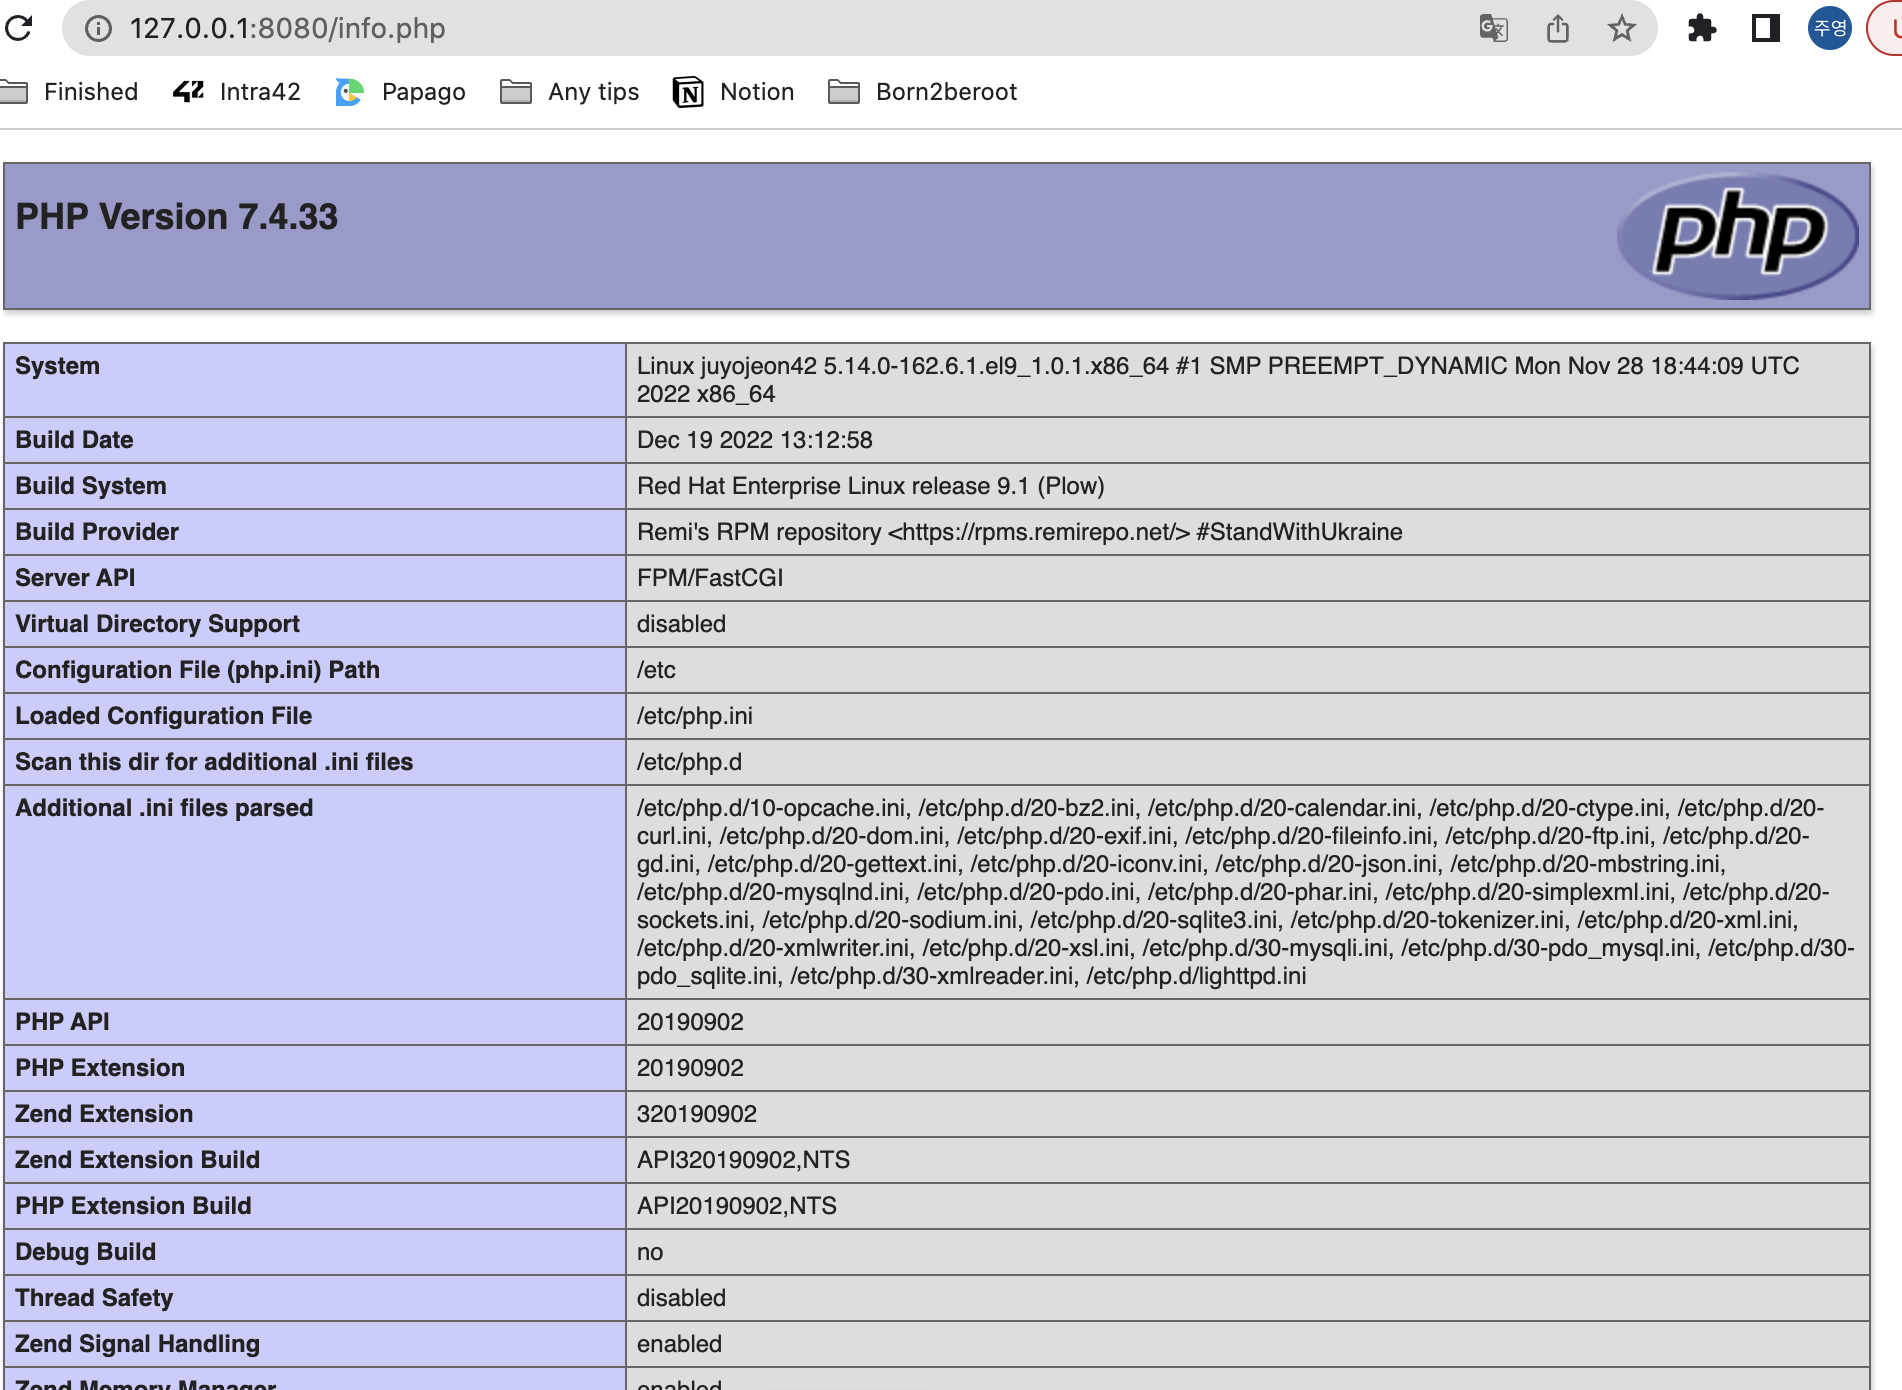 127.0.0.1:8080/info.php
주영
Finished Intra42 Papago Any tips Notion Born2beroot
PHP Version 7.4.33
php
System Linux juyojeon42 5.14.0-162.6.1.el9_1.0.1.x86_64 #1 SMP PREEMPT_DYNAMIC Mon Nov 28 18:44:09 UTC
2022 x86_64
Build Date Dec 19 2022 13:12:58
Build System Red Hat Enterprise Linux release 9.1 (Plow)
Build Provider Remi's RPM repository <https://rpms.remirepo.net/> #StandWithUkraine
Server API FPM/FastCGI
Virtual Directory Support disabled
Configuration File (php.ini) Path /etc
Loaded Configuration File /etc/php.ini
Scan this dir for additional .ini files /etc/php.d
Additional .ini files parsed /etc/php.d/10-opcache.ini, /etc/php.d/20-bz2.ini, /etc/php.d/20-calendar.ini, /etc/php.d/20-ctype.ini, /etc/php.d/20-
curl.ini, /etc/php.d/20-dom.ini, /etc/php.d/20-exif.ini, /etc/php.d/20-fileinfo.ini, /etc/php.d/20-ftp.ini, /etc/php.d/20-
gd.ini, /etc/php.d/20-gettext.ini, /etc/php.d/20-iconv.ini, /etc/php.d/20-json.ini, /etc/php.d/20-mbstring.ini,
/etc/php.d/20-mysqlnd.ini, /etc/php.d/20-pdo.ini, /etc/php.d/20-phar.ini, /etc/php.d/20-simplexml.ini, /etc/php.d/20-
sockets.ini, /etc/php.d/20-sodium.ini, /etc/php.d/20-sqlite3.ini, /etc/php.d/20-tokenizer.ini, /etc/php.d/20-xml.ini,
/etc/php.d/20-xmlwriter.ini, /etc/php.d/20-xsl.ini, /etc/php.d/30-mysqli.ini, /etc/php.d/30-pdo_mysql.ini, /etc/php.d/30-
pdo_sqlite.ini, /etc/php.d/30-xmlreader.ini, /etc/php.d/lighttpd.ini
PHP API 20190902
PHP Extension 20190902
Zend Extension 320190902
Zend Extension Build API320190902,NTS
PHP Extension Build API20190902,NTS
Debug Build no
Thread Safety disabled
Zend Signal Handling enabled
Zend Memory Manager enabled